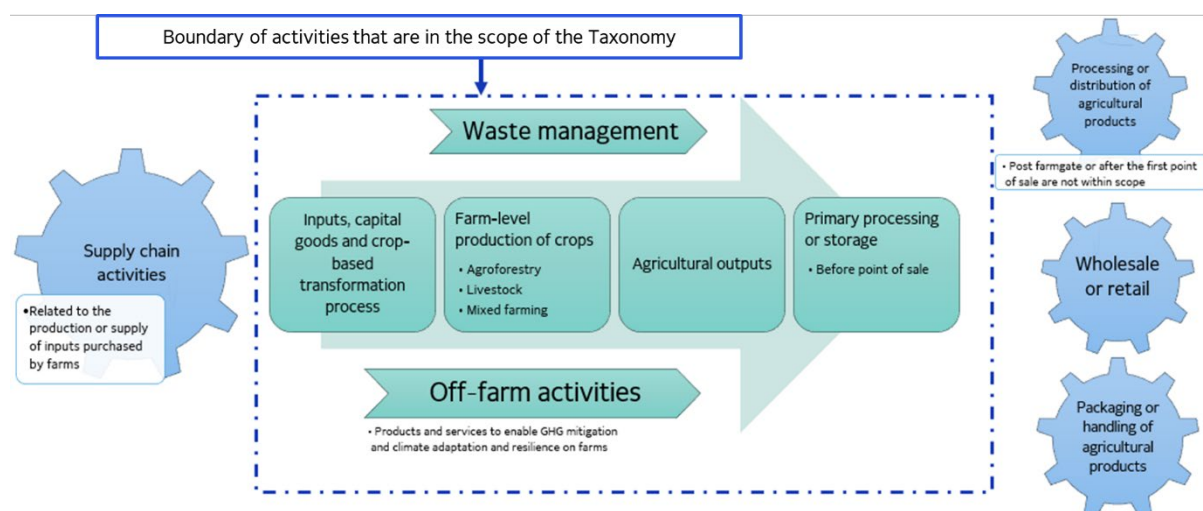 Boundary of activities that are in the scope of the Taxonomy
Supply chain
activities
•Related to the
production or supply
of inputs purchased
by farms
Waste management
Inputs, capital
goods and crop-
based
transformation
process
Farm-level
production of crops
• Agroforestry
• Livestock
• Mixed farming
Agricultural outputs
Primary processing
or storage
• Before point of sale
Off-farm activities
• Products and services to enable GHG mitigation
and climate adaptation and resilience on farms
Processing or
distribution of
agricultural
products
• Post farmgate or after the first point
of sale are not within scope
Wholesale
or retail
Packaging or
handling of
agricultural
products